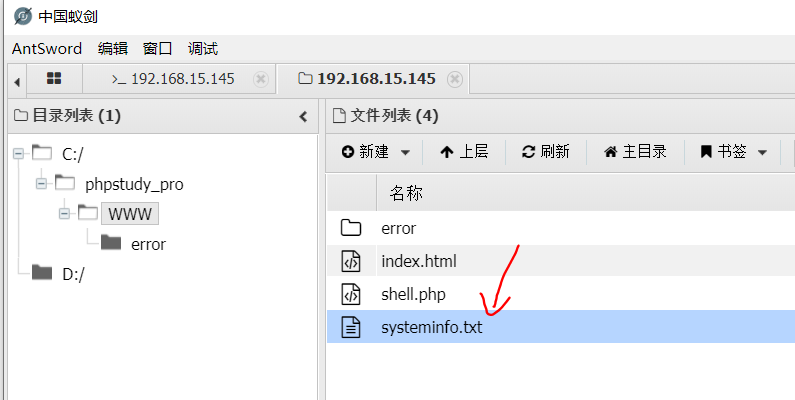 中国蚁剑
AntSword 编辑 窗口 调试
>_ 192.168.15.145 192.168.15.145
目录列表 (1)
C:/
phpstudy_pro
WWW
error
D:/
文件列表 (4)
新建 上层 刷新 主目录 书签
名称
error
index.html
shell.php
systeminfo.txt